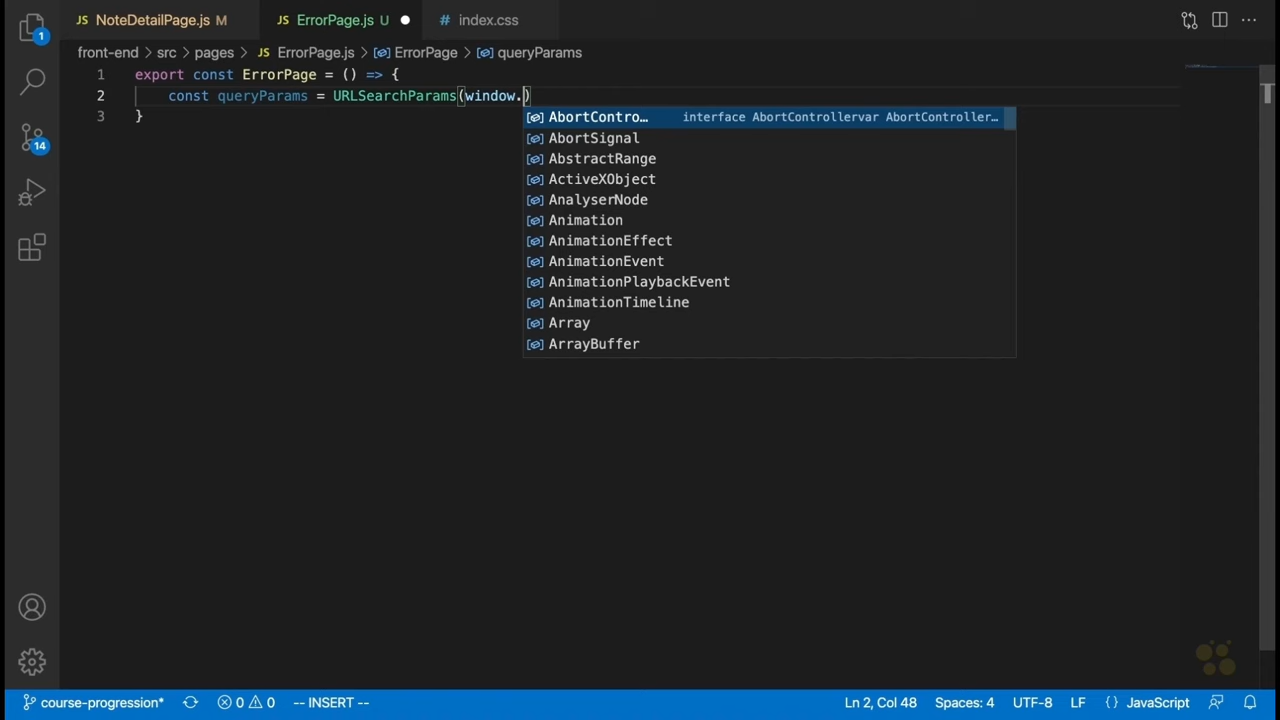 JS NoteDetailPage.js M JS ErrorPage.js U # index.css
front-end > src > pages > JS ErrorPage.js > ErrorPage > queryParams
1 export const ErrorPage = () => {
2 const queryParams = URLSearchParams(window.)
3 }
AbortContro… interface AbortControllervar AbortController…
AbortSignal
AbstractRange
ActiveXObject
AnalyserNode
Animation
AnimationEffect
AnimationEvent
AnimationPlaybackEvent
AnimationTimeline
Array
ArrayBuffer
1
14
course-progression* 0 0 -- INSERT -- Ln 2, Col 48 Spaces: 4 UTF-8 LF {} JavaScript